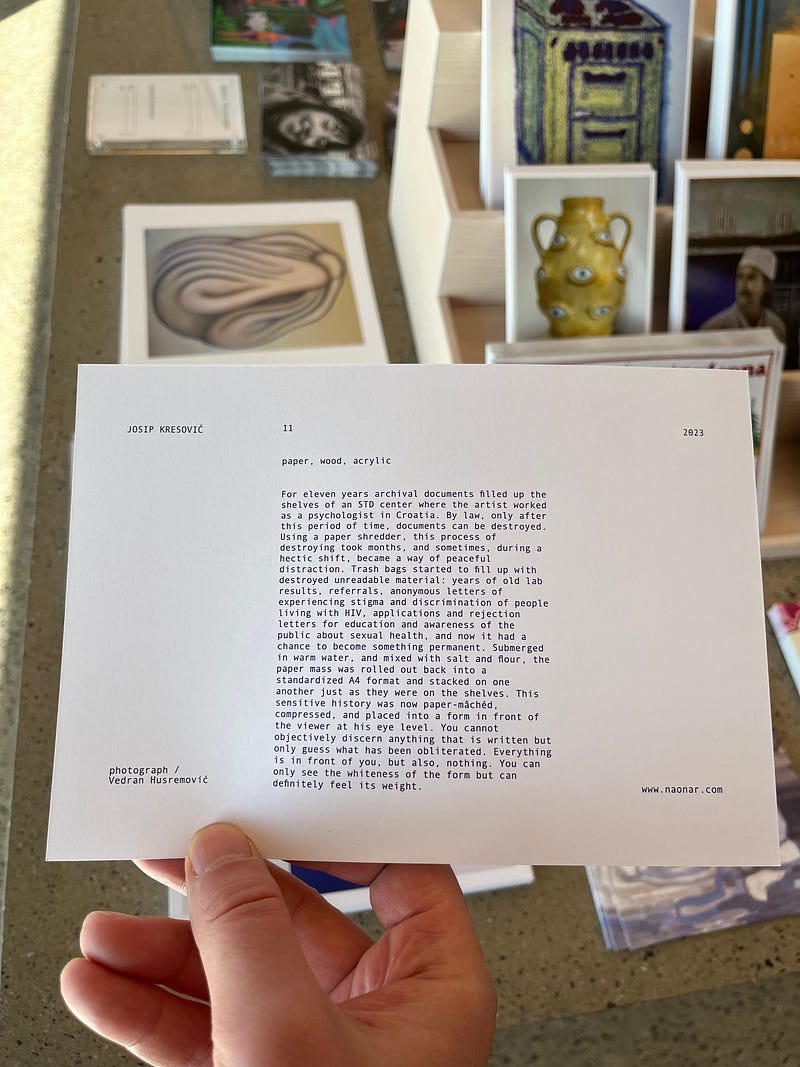 JOSIP KRESOVIĆ
11
2023
paper, wood, acrylic
For eleven years archival documents filled up the
shelves of an STD center where the artist worked
as a psychologist in Croatia. By law, only after
this period of time, documents can be destroyed.
Using a paper shredder, this process of
destroying took months, and sometimes, during a
hectic shift, became a way of peaceful
distraction. Trash bags started to fill up with
destroyed unreadable material: years of old lab
results, referrals, anonymous letters of
experiencing stigma and discrimination of people
living with HIV, applications and rejection
letters for education and awareness of the
public about sexual health, and now it had a
chance to become something permanent. Submerged
in warm water, and mixed with salt and flour, the
paper mass was rolled out back into a
standardized A4 format and stacked on one
another just as they were on the shelves. This
sensitive history was now paper-mâchéd,
compressed, and placed into a form in front of
the viewer at his eye level. You cannot
objectively discern anything that is written but
only guess what has been obliterated. Everything
is in front of you, but also, nothing. You can
only see the whiteness of the form but can
definitely feel its weight.
photograph /
Vedran Husremović
www.naonar.com